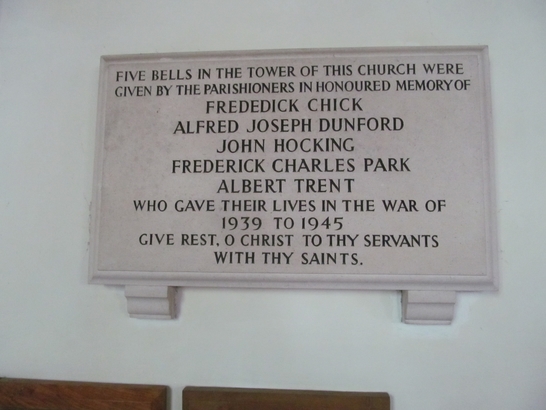 FIVE BELLS IN THE TOWER OF THIS CHURCH WERE
GIVEN BY THE PARISHIONERS IN HONOURED MEMORY OF
FREDEDICK CHICK
ALFRED JOSEPH DUNFORD
JOHN HOCKING
FREDERICK CHARLES PARK
ALBERT TRENT
WHO GAVE THEIR LIVES IN THE WAR OF
1939 TO 1945
GIVE REST, O CHRIST TO THY SERVANTS
WITH THY SAINTS.